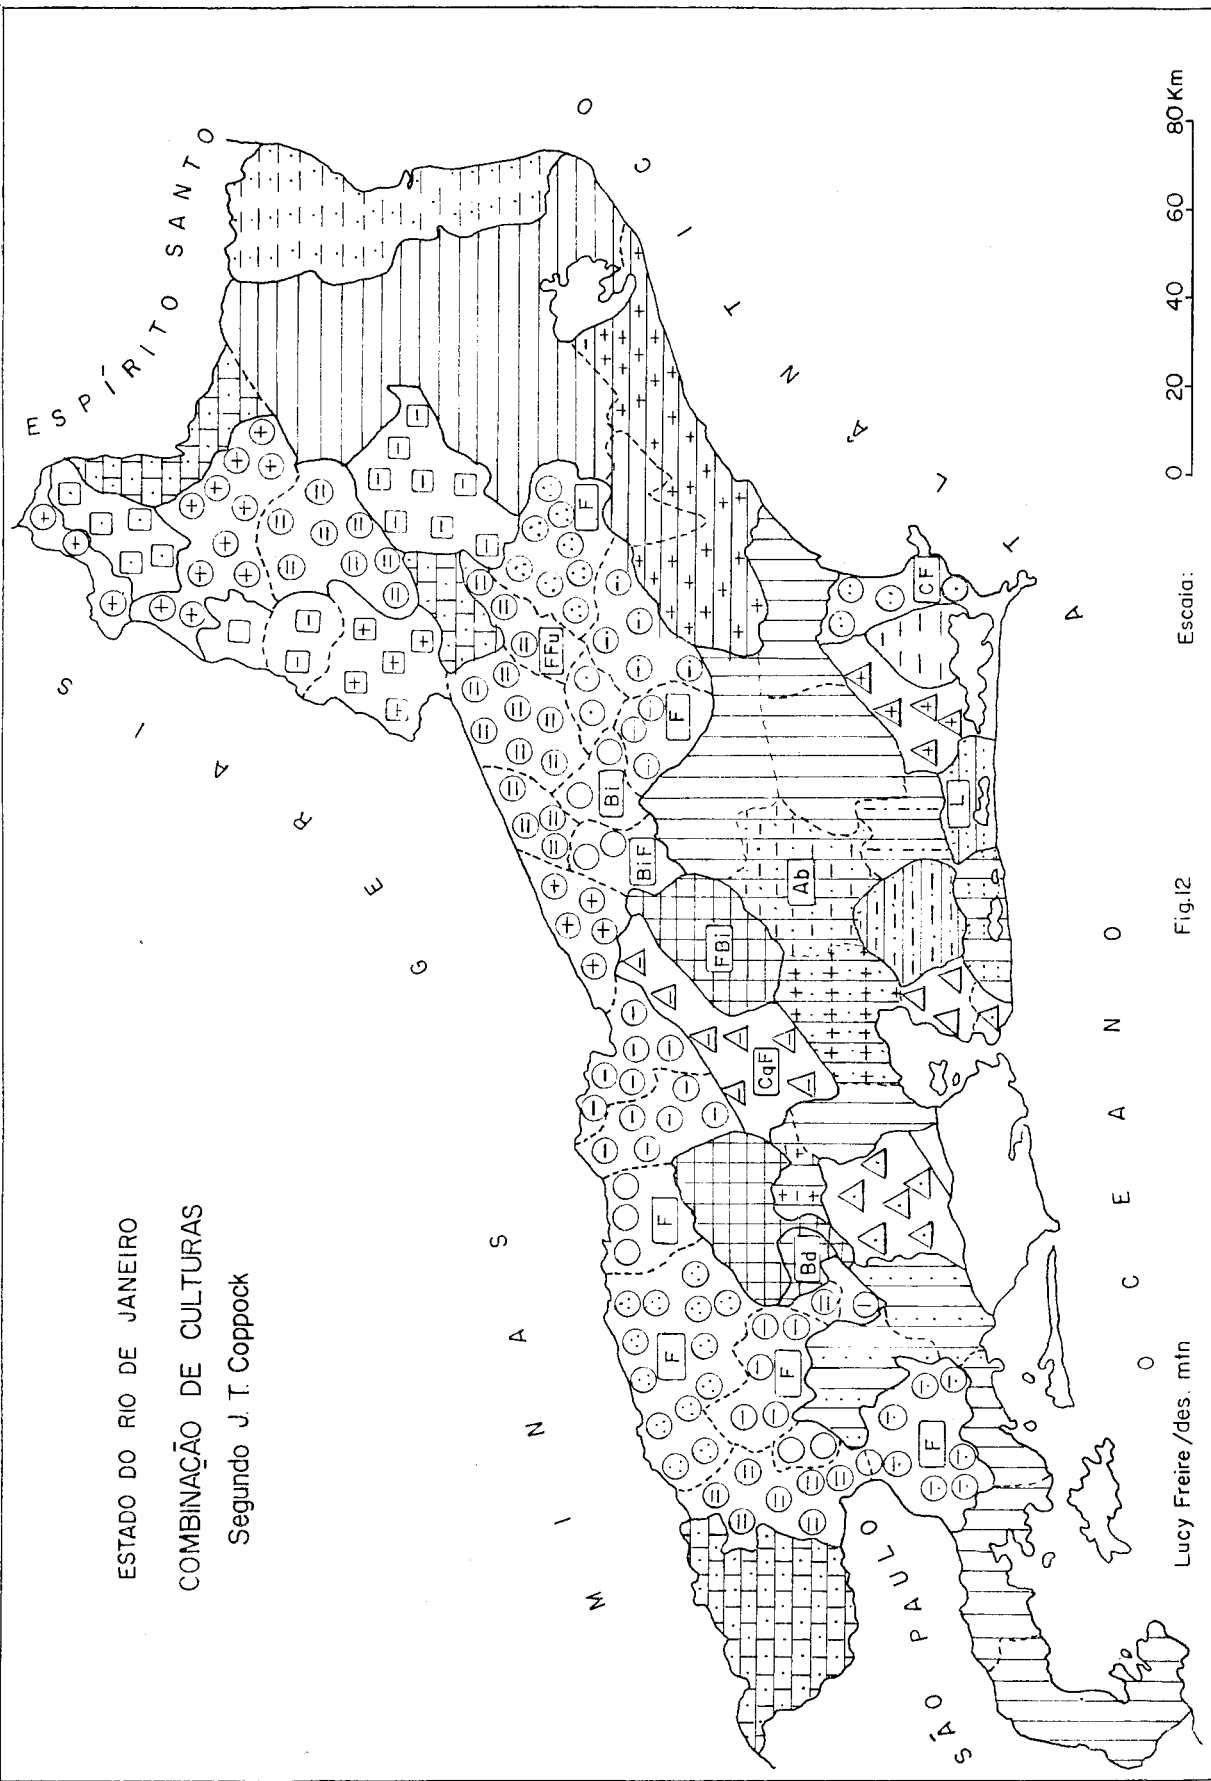 ESTADO DO RIO DE JANEIRO
COMBINAÇÃO DE CULTURAS
Segundo J. T. Coppock
ESPÍRITO SANTO
MINAS GERAIS
SÃO PAULO
OCEANO ATLÂNTICO
F
F
F
F
Bd
CqF
FBi
BiF
Bi
F
FFu
F
Ab
L
CF
Lucy Freire/des. mtn
Fig.12
Escala:
0 20 40 60 80 Km